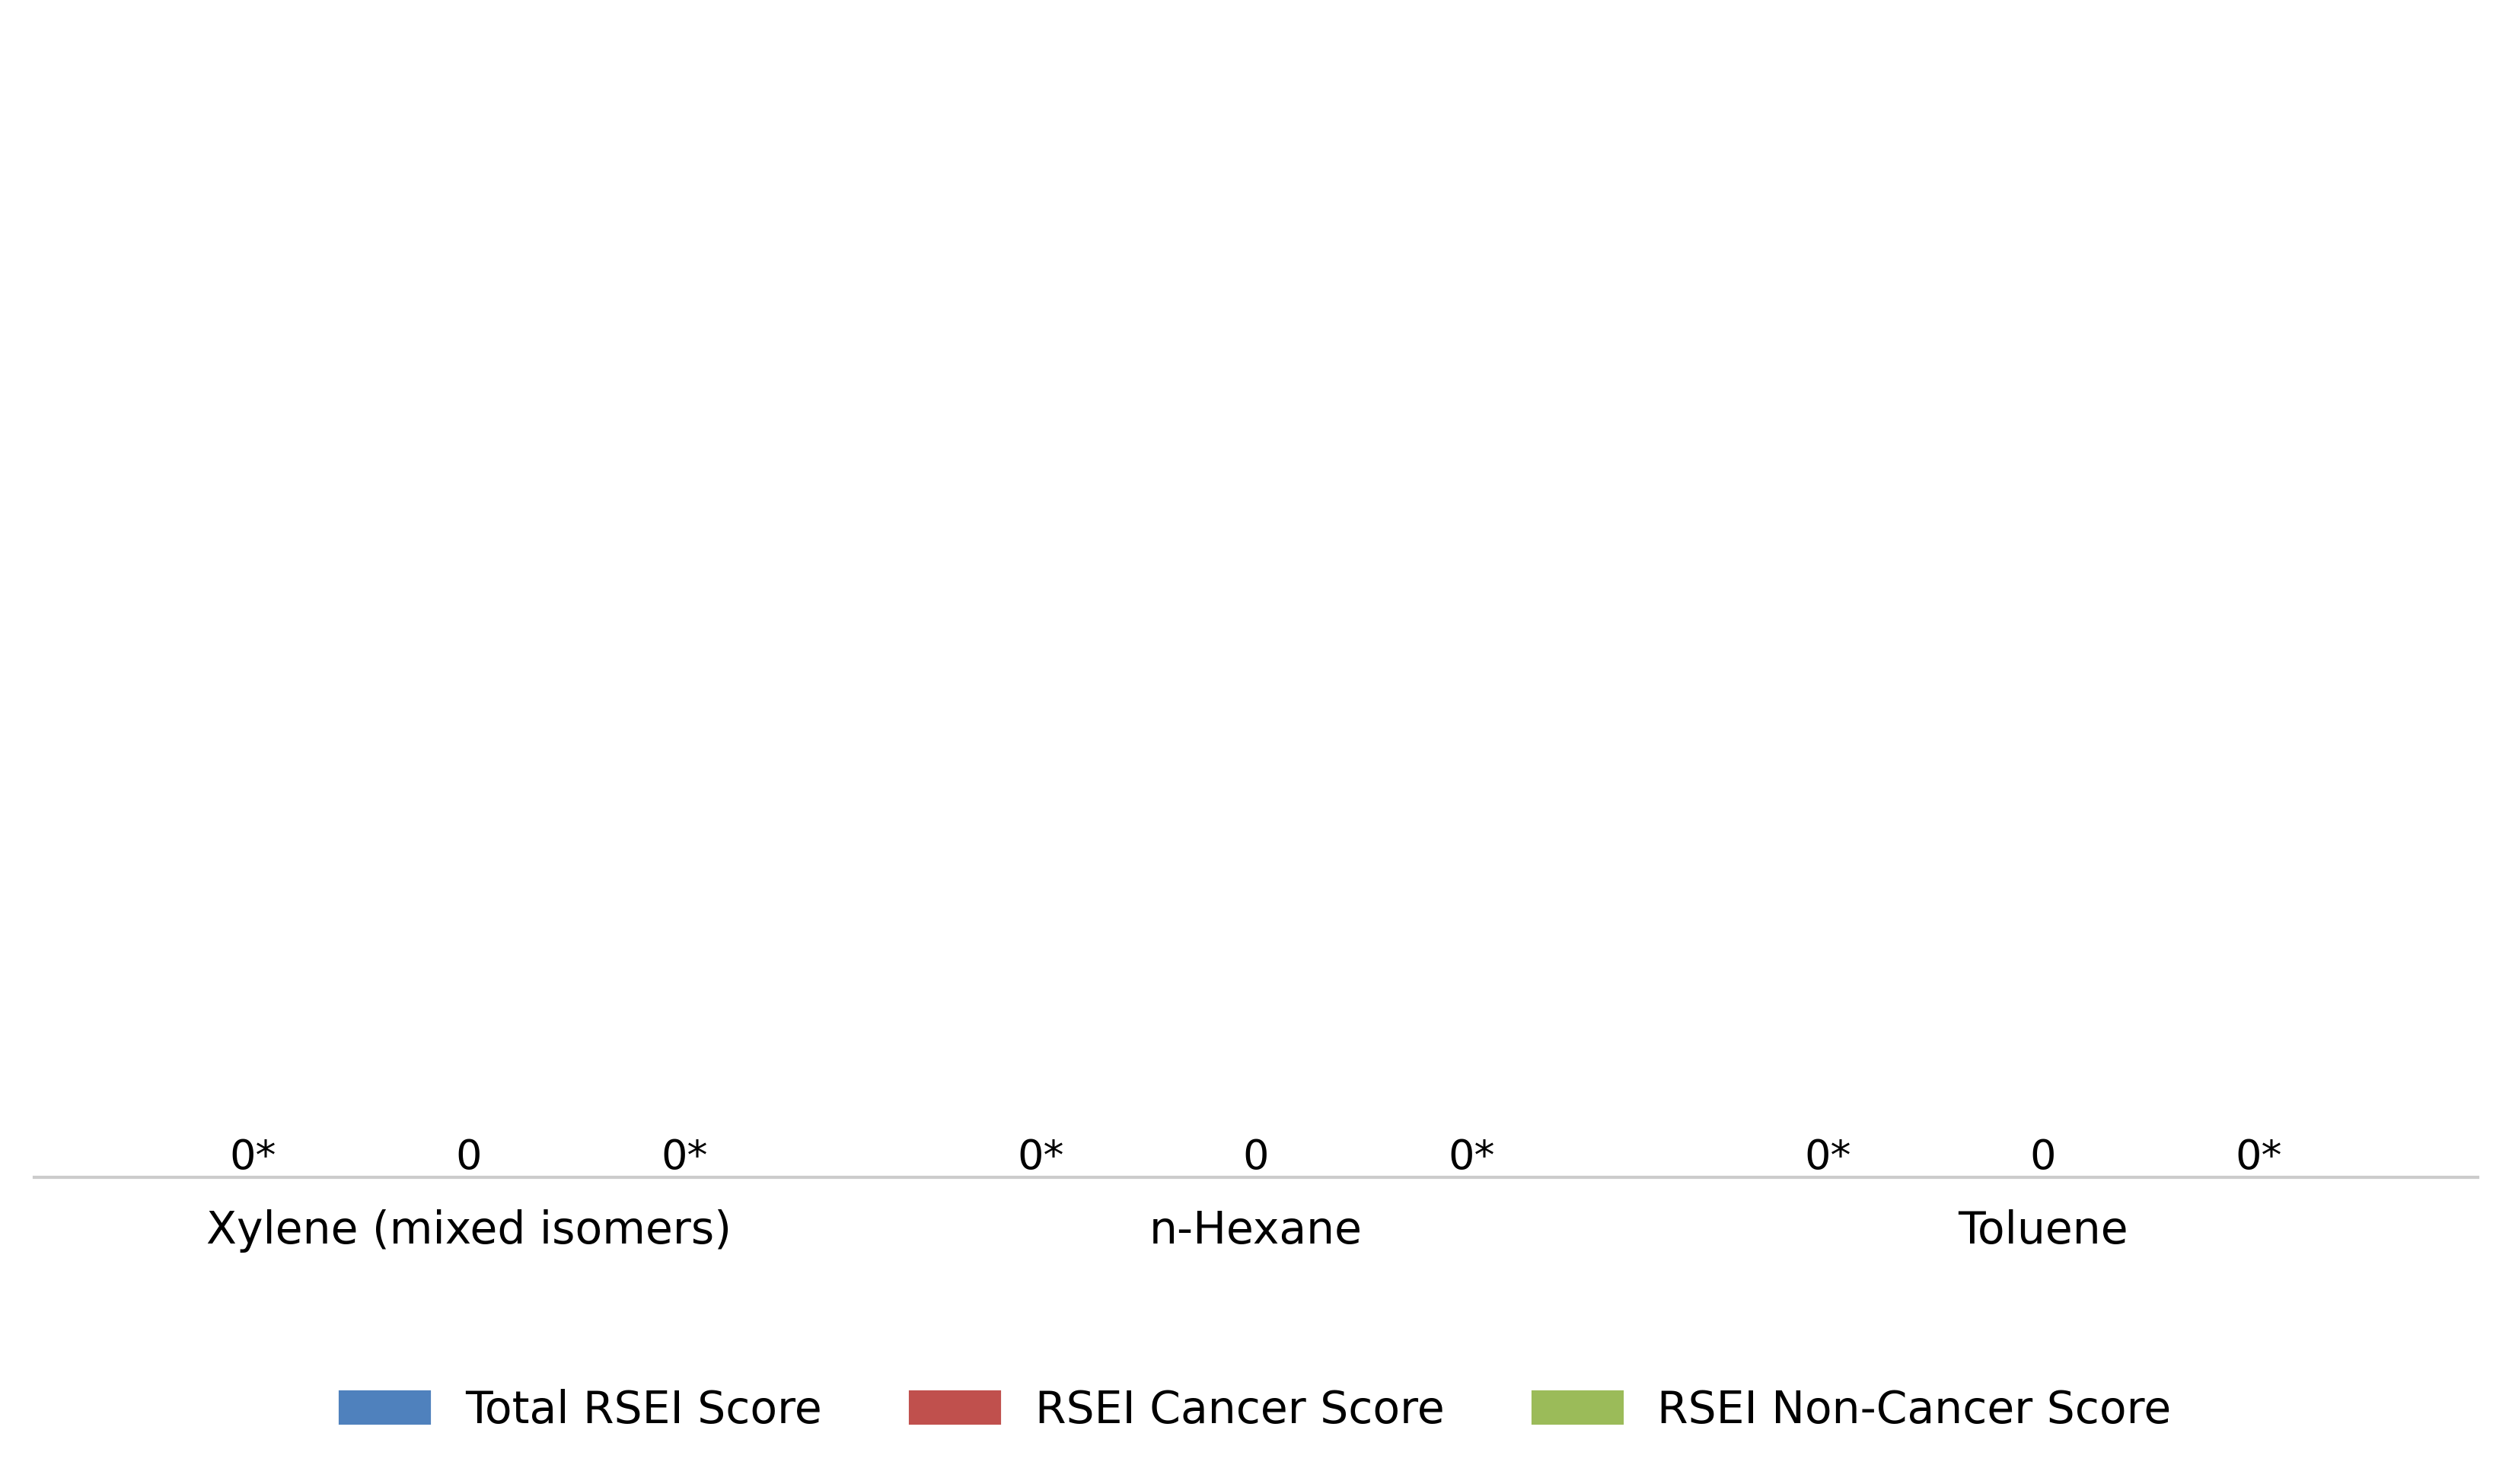 0* 0 0* 0* 0 0* 0* 0 0*
Xylene (mixed isomers) n-Hexane Toluene
Total RSEI Score RSEI Cancer Score RSEI Non-Cancer Score